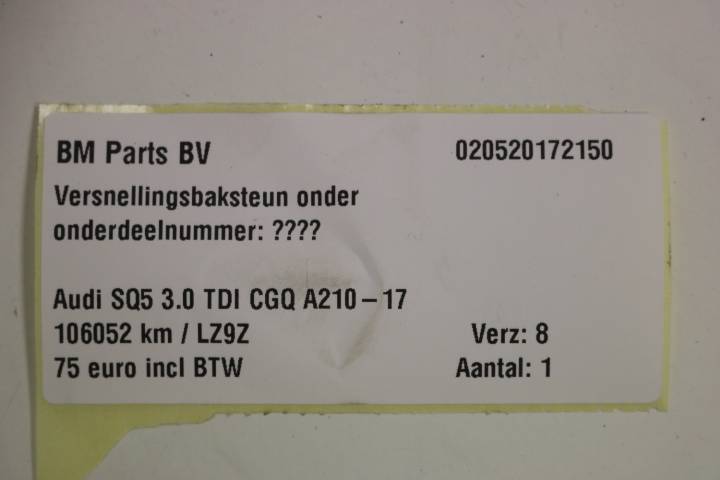 BM Parts BV 020520172150
Versnellingsbaksteun onder
onderdeelnummer: ????
Audi SQ5 3.0 TDI CGQ A210-17
106052 km / LZ9Z Verz: 8
75 euro incl BTW Aantal: 1